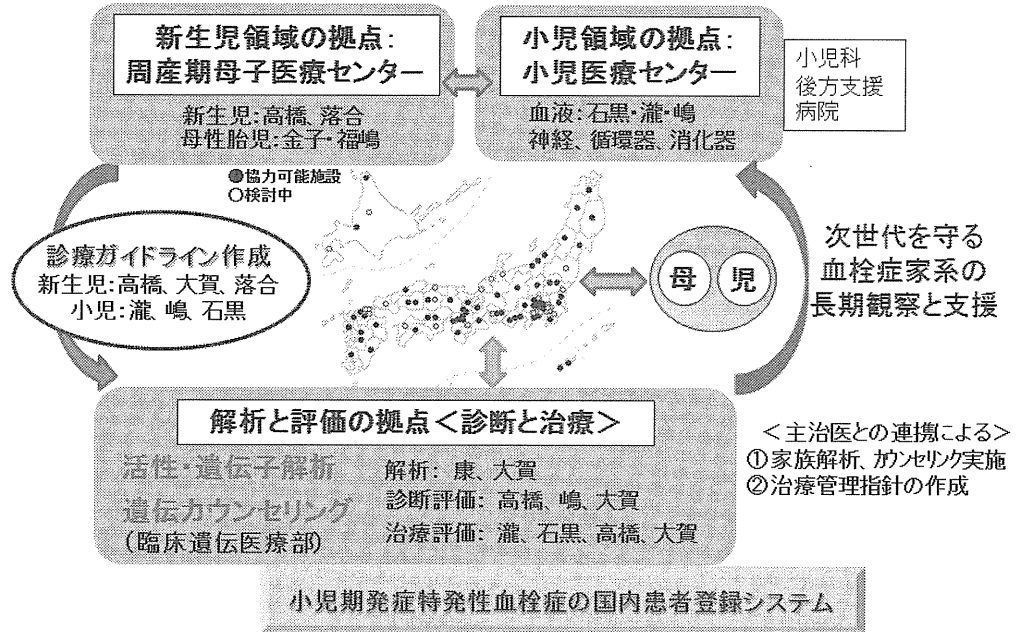 新生児領域の拠点:
周産期母子医療センター
新生児:高橋、落合
母性胎児:金子・福嶋
小児領域の拠点:
小児医療センター
血液:石黒・瀧・嶋
神経、循環器、消化器
小児科
後方支援
病院
●協力可能施設
○検討中
診療ガイドライン作成
新生児:高橋、大賀、落合
小児:瀧、嶋、石黒
母 児
次世代を守る
血栓症家系の
長期観察と支援
解析と評価の拠点<診断と治療>
活性・遺伝子解析
遺伝カウンセリング
(臨床遺伝医療部)
解析: 康、大賀
診断評価: 高橋、嶋、大賀
治療評価: 瀧、石黒、高橋、大賀
<主治医との連携による>
①家族解析、カウンセリング実施
②治療管理指針の作成
小児期発症特発性血栓症の国内患者登録システム